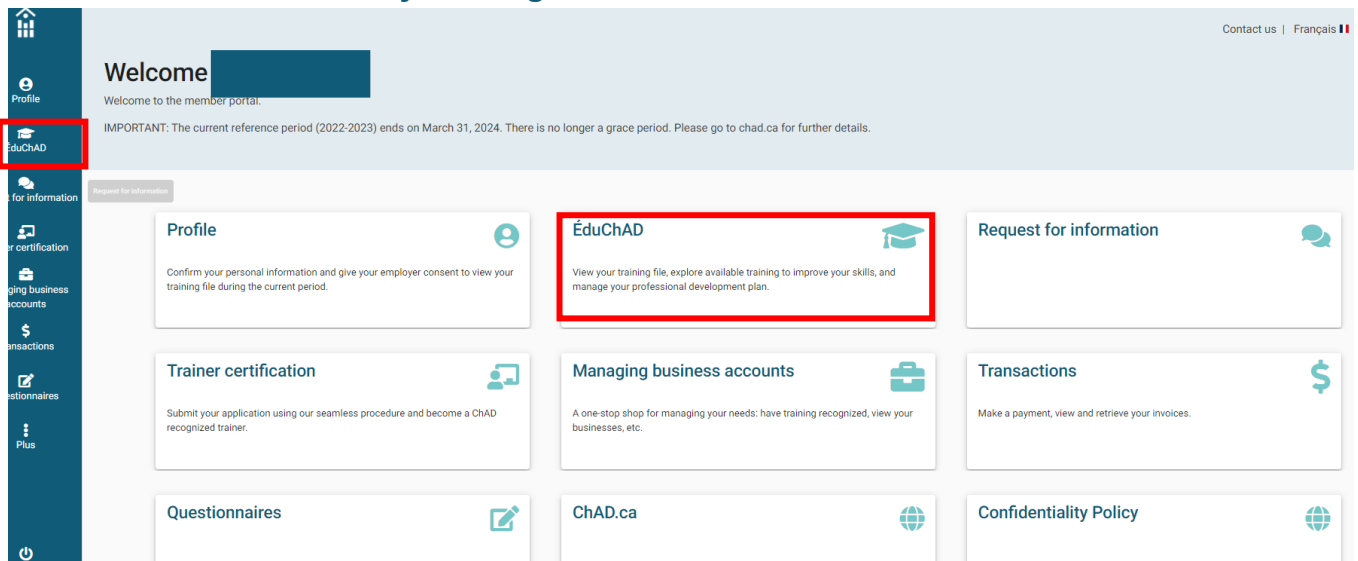 Contact us | Français
Profile
ÉduChAD
for information
certification
business
accounts
Plus
Welcome
Welcome to the member portal.
IMPORTANT: The current reference period (2022-2023) ends on March 31, 2024. There is no longer a grace period. Please go to chad.ca for further details.
Request for information
Profile
Confirm your personal information and give your employer consent to view your
training file during the current period.
ÉduChAD
View your training file, explore available training to improve your skills, and
manage your professional development plan.
Request for information
Trainer certification
Submit your application using our seamless procedure and become a ChAD
recognized trainer.
Managing business accounts
A one-stop shop for managing your needs: have training recognized, view your
businesses, etc.
Transactions
Make a payment, view and retrieve your invoices.
Questionnaires
ChAD.ca
Confidentiality Policy